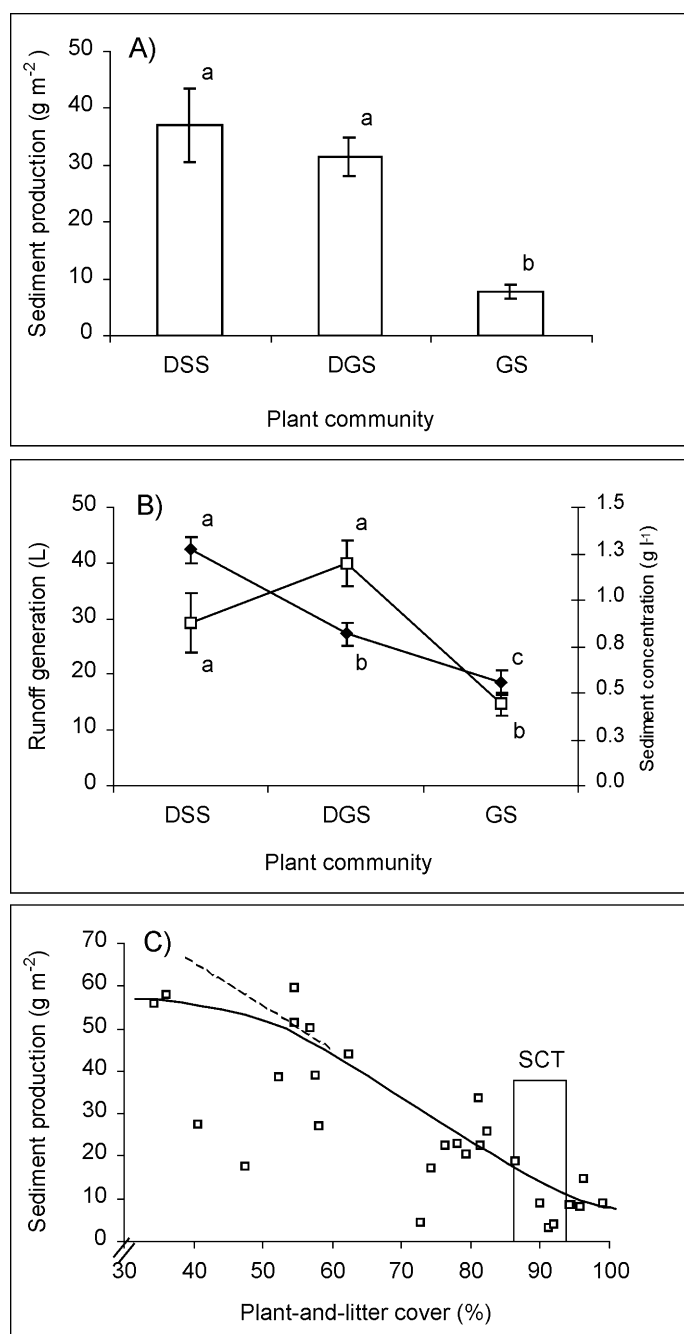 A)
Sediment production (g m-2)
50
40
30
20
10
0
a
a
b
DSS DGS GS
Plant community
B)
Runoff generation (L)
50
40
30
20
10
0
a
a
a
b
c
b
1.5
1.3
1.0
0.8
0.5
0.3
0.0
Sediment concentration (g l-1)
DSS DGS GS
Plant community
C)
Sediment production (g m-2)
70
60
50
40
30
20
10
0
SCT
30 40 50 60 70 80 90 100
Plant-and-litter cover (%)